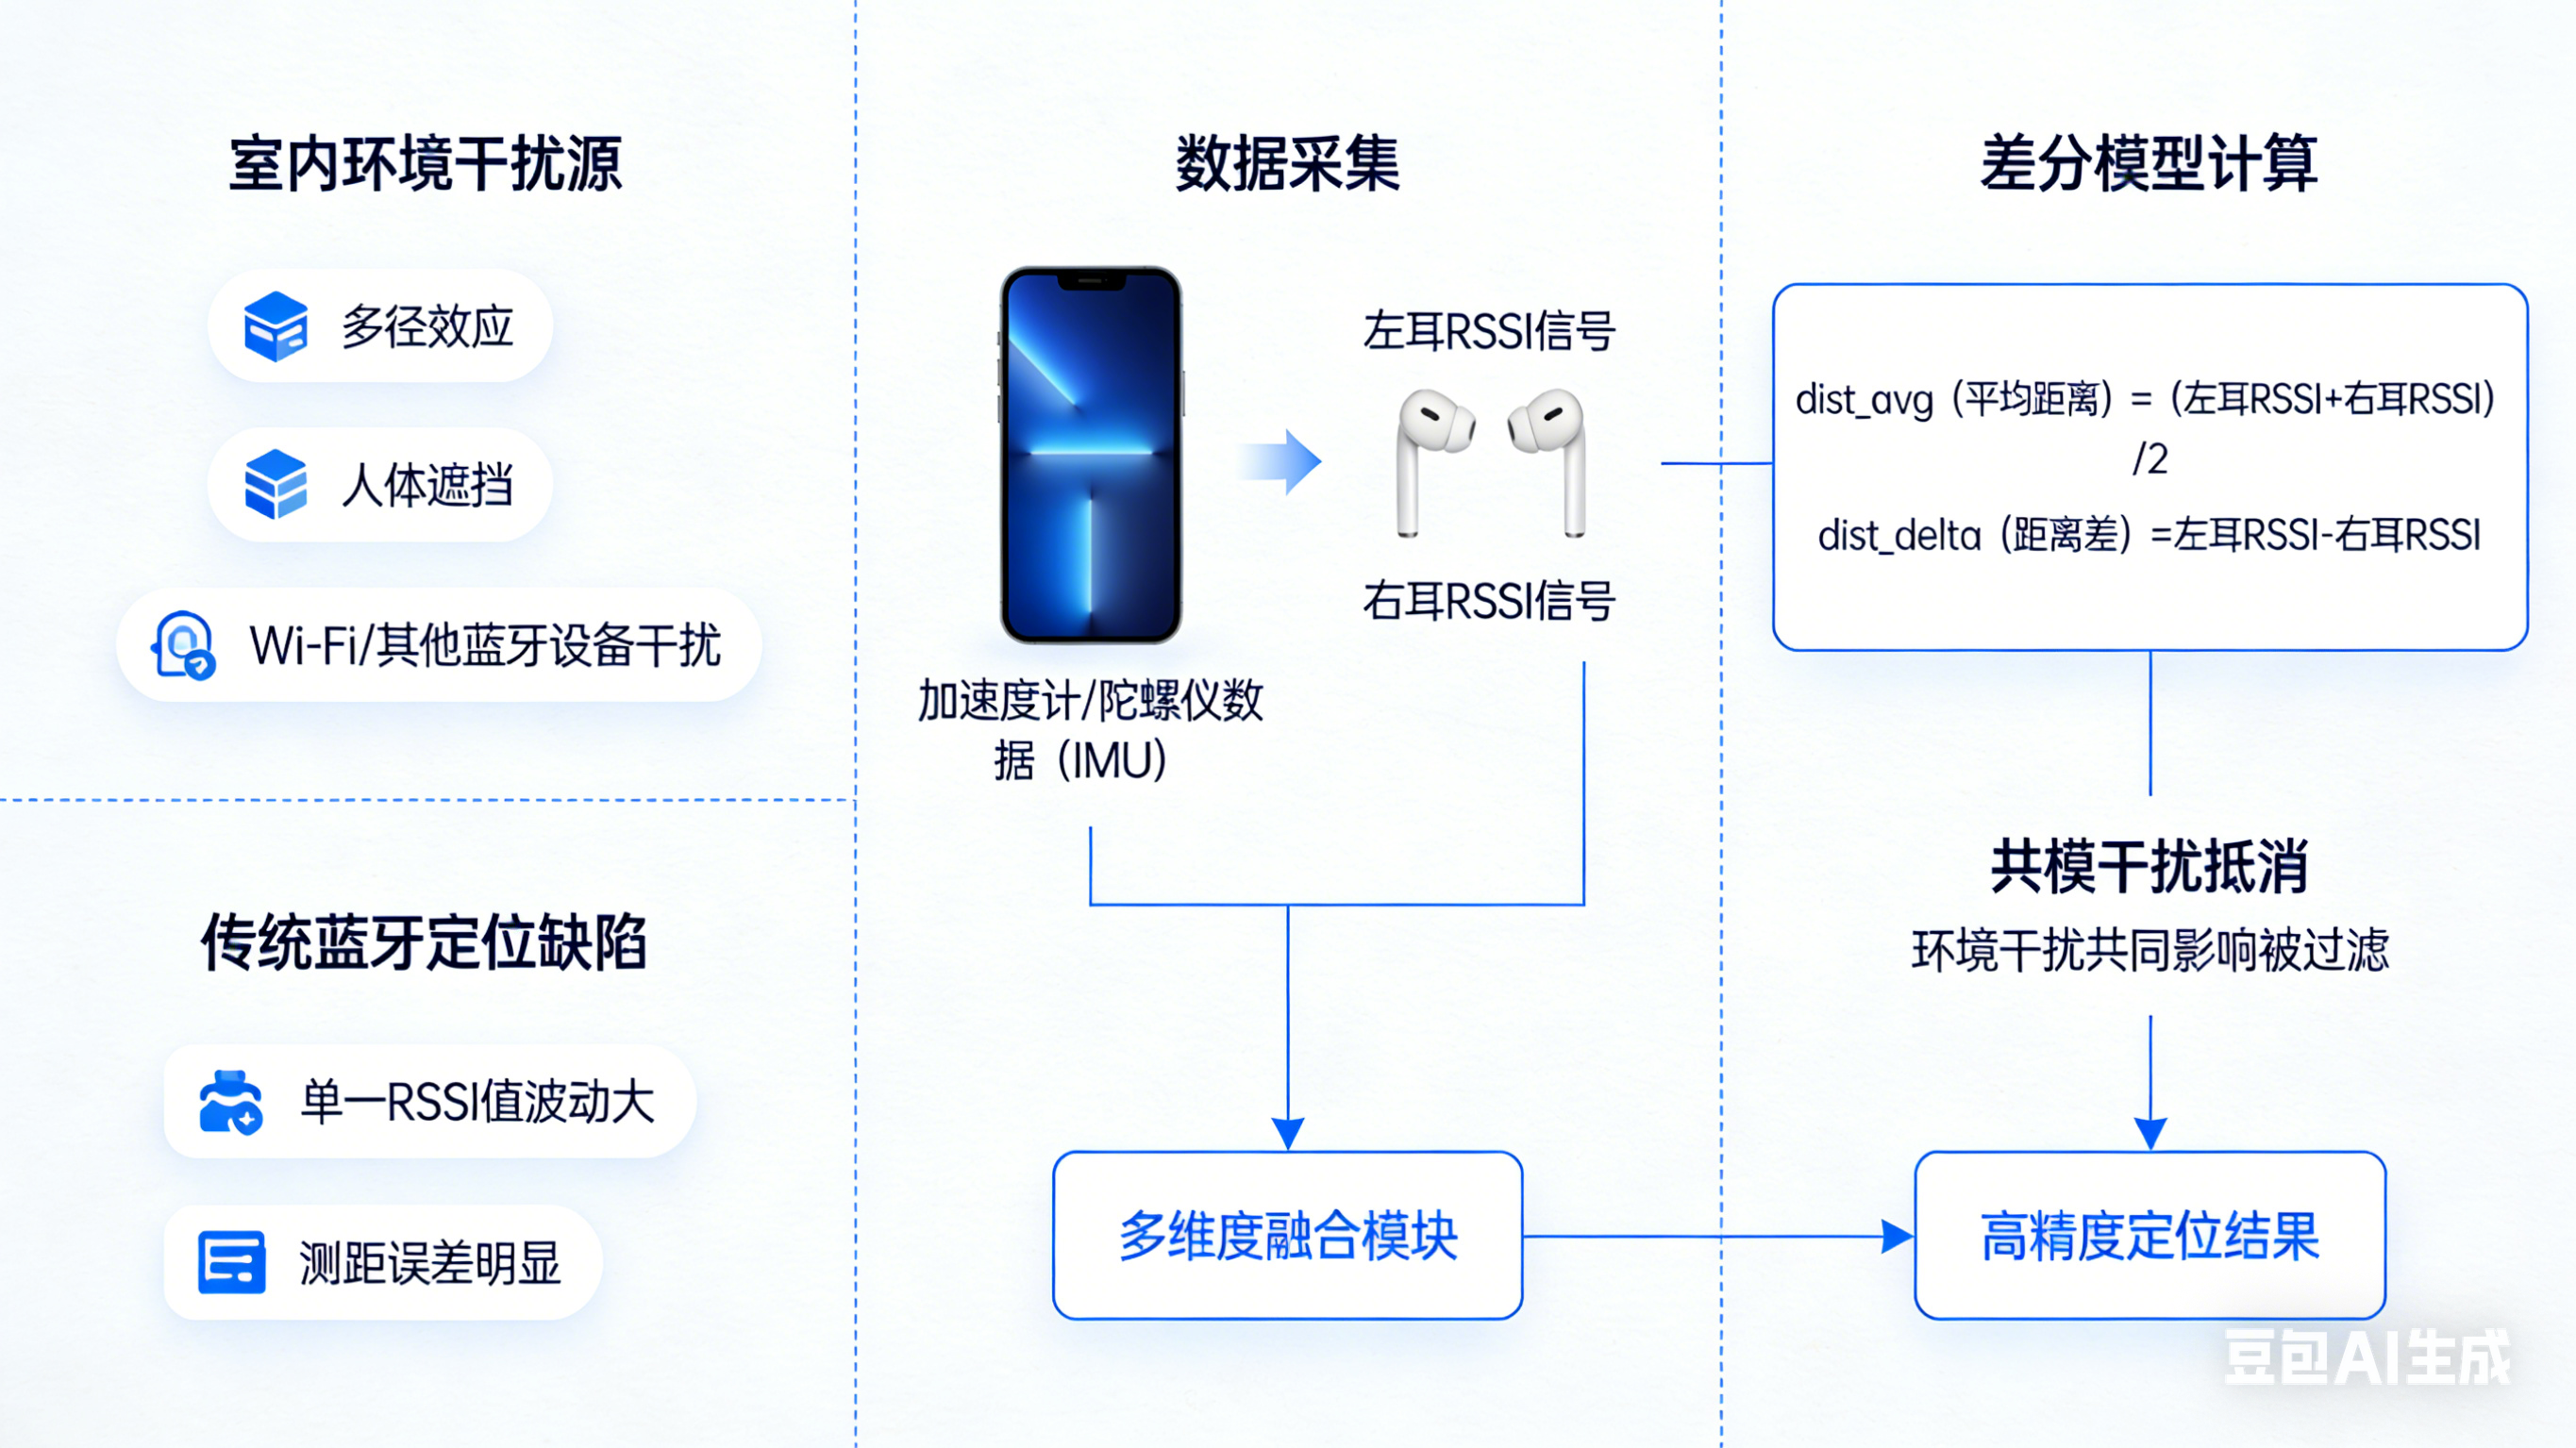 室内环境干扰源
多径效应
人体遮挡
Wi-Fi/其他蓝牙设备干扰
传统蓝牙定位缺陷
单一RSSI值波动大
测距误差明显
数据采集
加速度计/陀螺仪数
据（IMU）
左耳RSSI信号
右耳RSSI信号
多维度融合模块
差分模型计算
dist_avg（平均距离）=（左耳RSSI+右耳RSSI）
/2
dist_delta（距离差）=左耳RSSI-右耳RSSI
共模干扰抵消
环境干扰共同影响被过滤
高精度定位结果
豆包AI生成